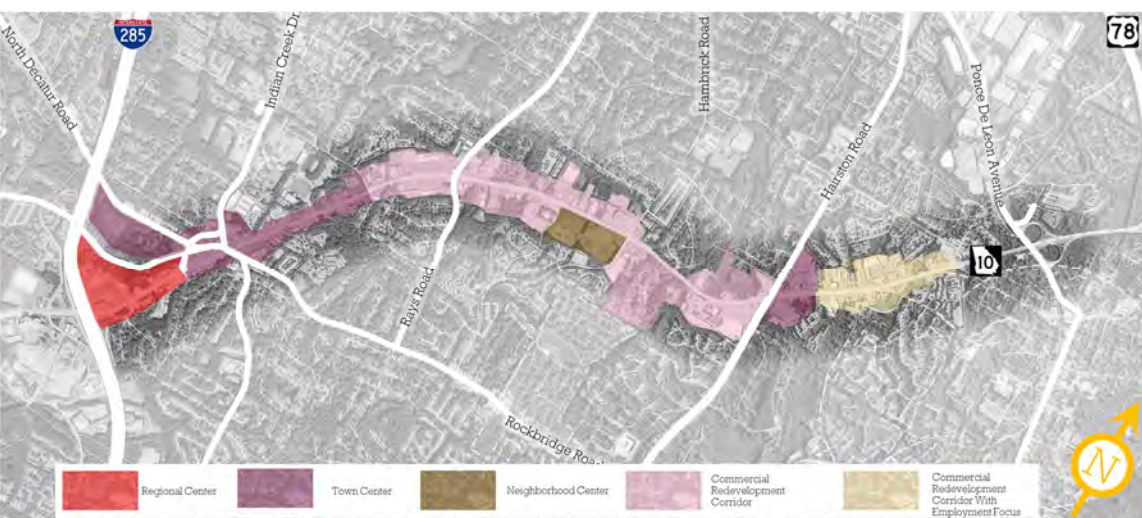 INTERSTATE
285
78
North Decatur Road
Indian Creek Dr
Hambrick Road
Ponce De Leon Avenue
Hairston Road
10
Rays Road
Rockbridge Road
N
Regional Center
Town Center
Neighborhood Center
Commercial
Redevelopment
Corridor
Commercial
Redevelopment
Corridor With
Employment Focus